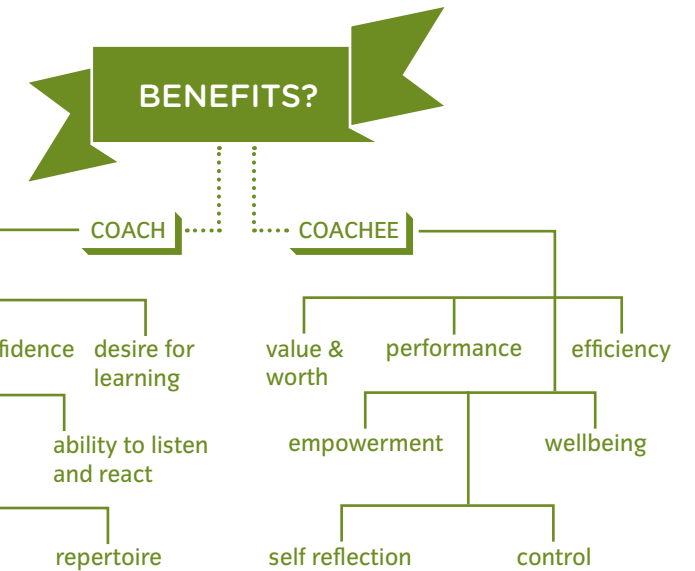 BENEFITS?
COACH
COACHEE
fidence
desire for
learning
value &
worth
performance
efficiency
ability to listen
and react
empowerment
wellbeing
repertoire
self reflection
control